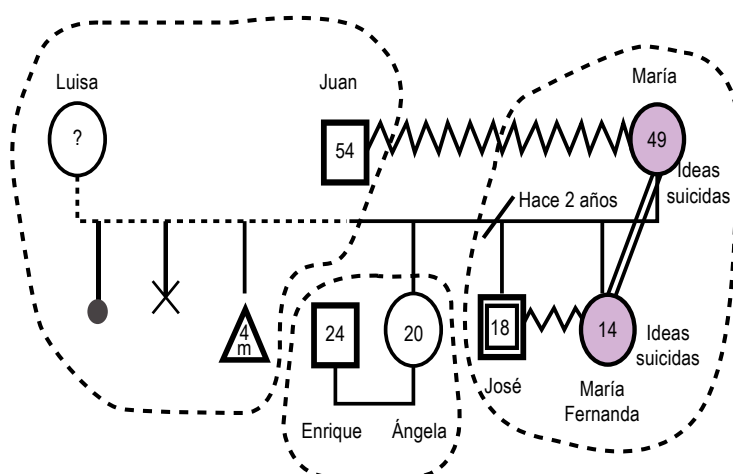 Luisa
Juan
María
?
54
49
Ideas
suicidas
Hace 2 años
4
m
24
20
18
14
Ideas
suicidas
José
María
Fernanda
Enrique
Ángela